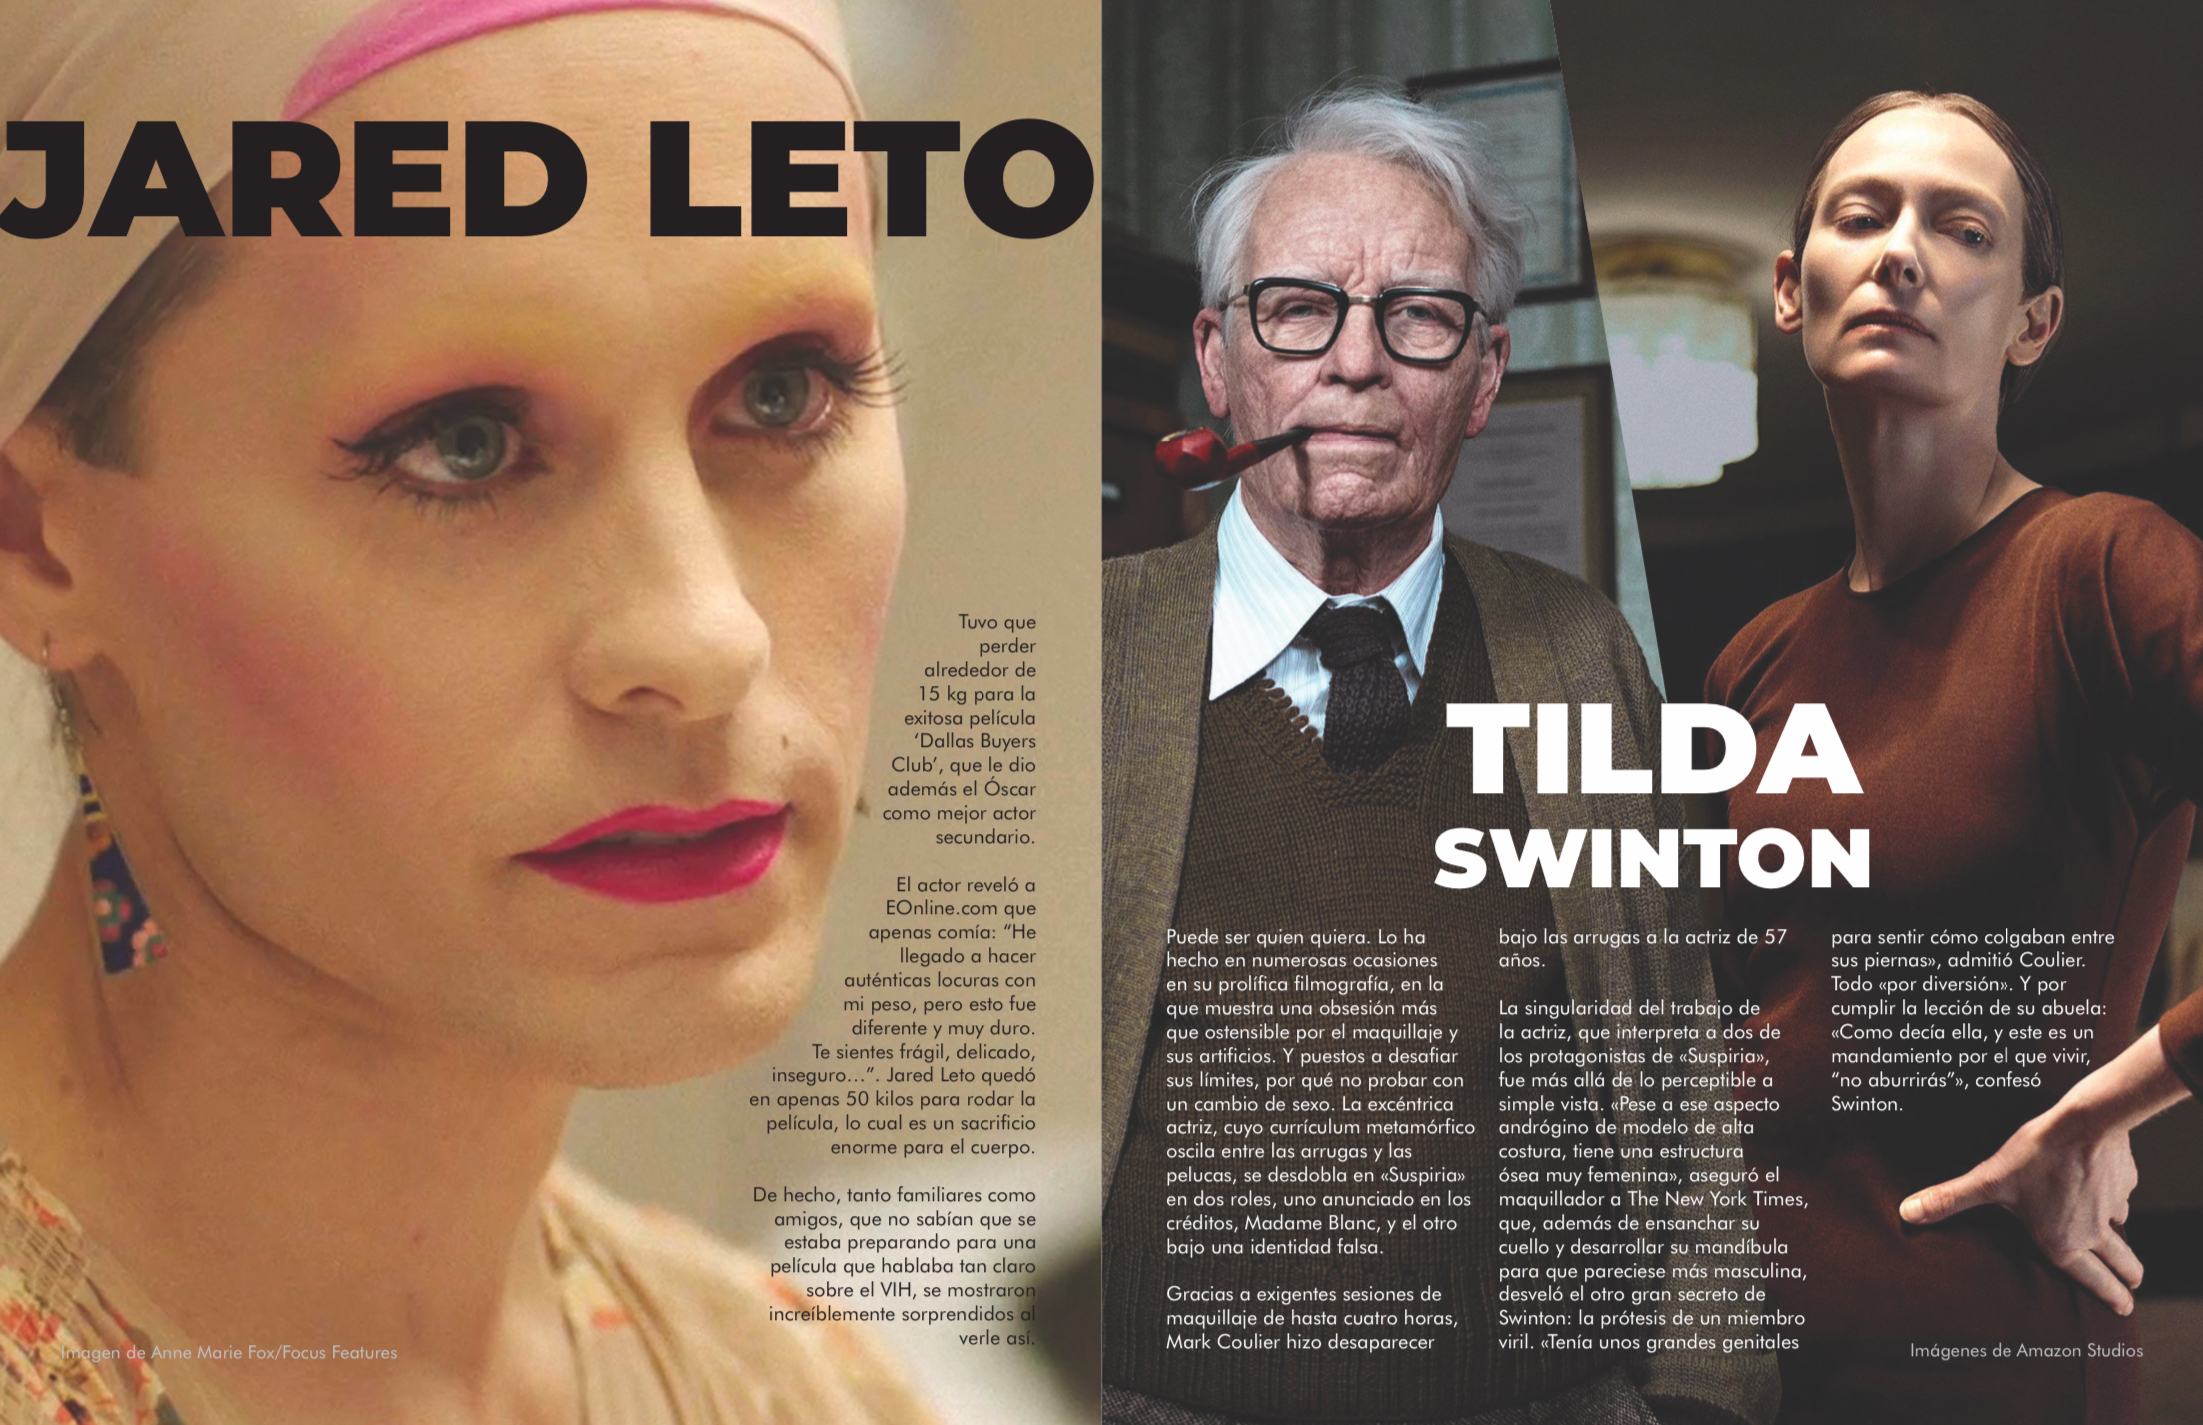 JARED LETO
Tuvo que
perder
alrededor de
15 kg para la
exitosa película
‘Dallas Buyers
Club’, que le dio
además el Óscar
como mejor actor
secundario.
El actor reveló a
EOnline.com que
apenas comía: “He
llegado a hacer
auténticas locuras con
mi peso, pero esto fue
diferente y muy duro.
Te sientes frágil, delicado,
inseguro...”. Jared Leto quedó
en apenas 50 kilos para rodar la
película, lo cual es un sacrificio
enorme para el cuerpo.
De hecho, tanto familiares como
amigos, que no sabían que se
estaba preparando para una
película que hablaba tan claro
sobre el VIH, se mostraron
increíblemente sorprendidos al
verle así.
Imagen de Anne Marie Fox/Focus Features
TILDA
SWINTON
Puede ser quien quiera. Lo ha
hecho en numerosas ocasiones
en su prolífica filmografía, en la
que muestra una obsesión más
que ostensible por el maquillaje y
sus artificios. Y puestos a desafiar
sus límites, por qué no probar con
un cambio de sexo. La excéntrica
actriz, cuyo currículum metamórfico
oscila entre las arrugas y las
pelucas, se desdobla en «Suspiria»
en dos roles, uno anunciado en los
créditos, Madame Blanc, y el otro
bajo una identidad falsa.
Gracias a exigentes sesiones de
maquillaje de hasta cuatro horas,
Mark Coulier hizo desaparecer
bajo las arrugas a la actriz de 57
años.
La singularidad del trabajo de
la actriz, que interpreta a dos de
los protagonistas de «Suspiria»,
fue más allá de lo perceptible a
simple vista. «Pese a ese aspecto
andrógino de modelo de alta
costura, tiene una estructura
ósea muy femenina», aseguró el
maquillador a The New York Times,
que, además de ensanchar su
cuello y desarrollar su mandíbula
para que pareciese más masculina,
desveló el otro gran secreto de
Swinton: la prótesis de un miembro
viril. «Tenía unos grandes genitales
para sentir cómo colgaban entre
sus piernas», admitió Coulier.
Todo «por diversión». Y por
cumplir la lección de su abuela:
«Como decía ella, y este es un
mandamiento por el que vivir,
“no aburrirás”», confesó
Swinton.
Imágenes de Amazon Studios